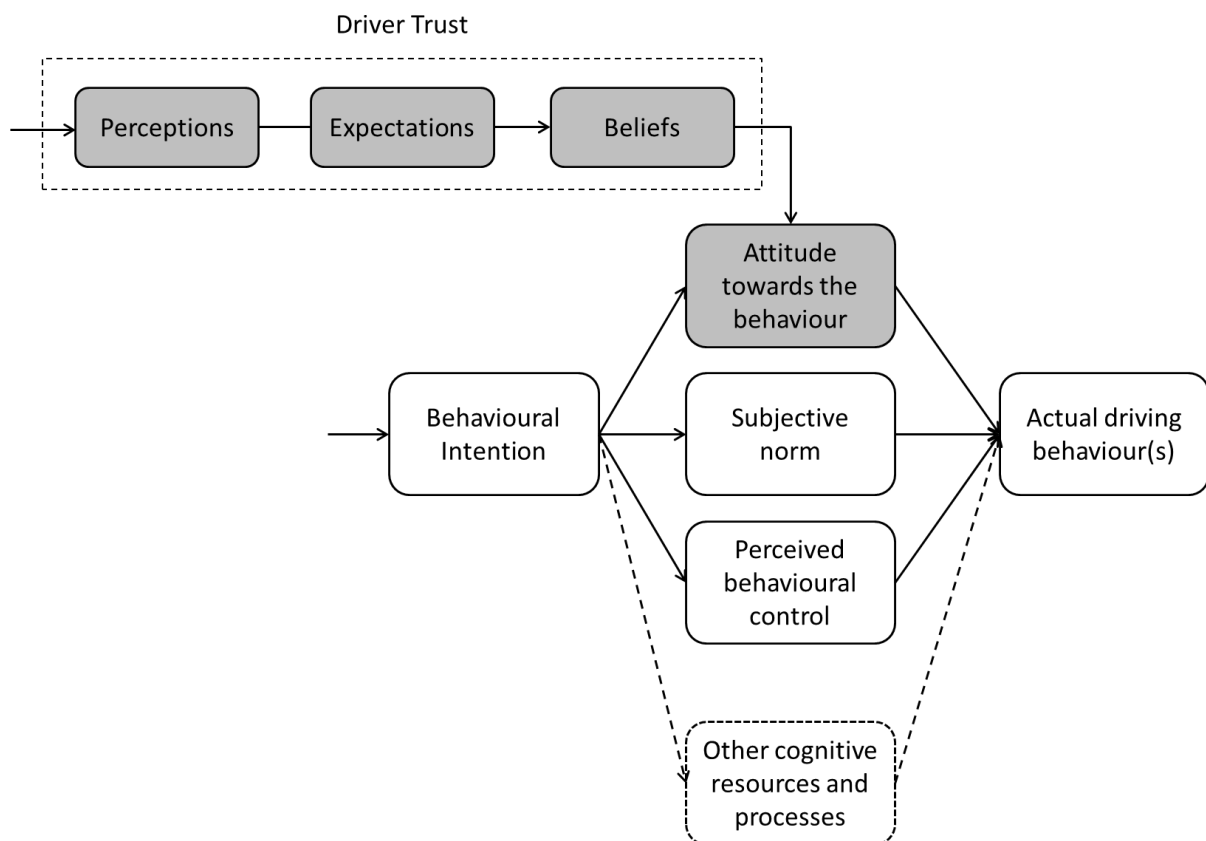 Driver Trust
Perceptions
Expectations
Beliefs
Attitude
towards the
behaviour
Behavioural
Intention
Subjective
norm
Actual driving
behaviour(s)
Perceived
behavioural
control
Other cognitive
resources and
processes